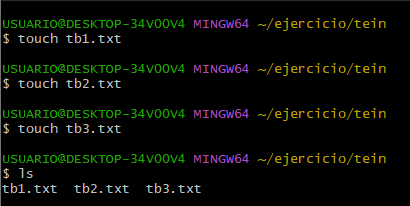 USUARIO@DESKTOP-34V00V4 MINGW64 ~/ejercicio/tein
$ touch tb1.txt
USUARIO@DESKTOP-34V00V4 MINGW64 ~/ejercicio/tein
$ touch tb2.txt
USUARIO@DESKTOP-34V00V4 MINGW64 ~/ejercicio/tein
$ touch tb3.txt
USUARIO@DESKTOP-34V00V4 MINGW64 ~/ejercicio/tein
$ ls
tb1.txt  tb2.txt  tb3.txt